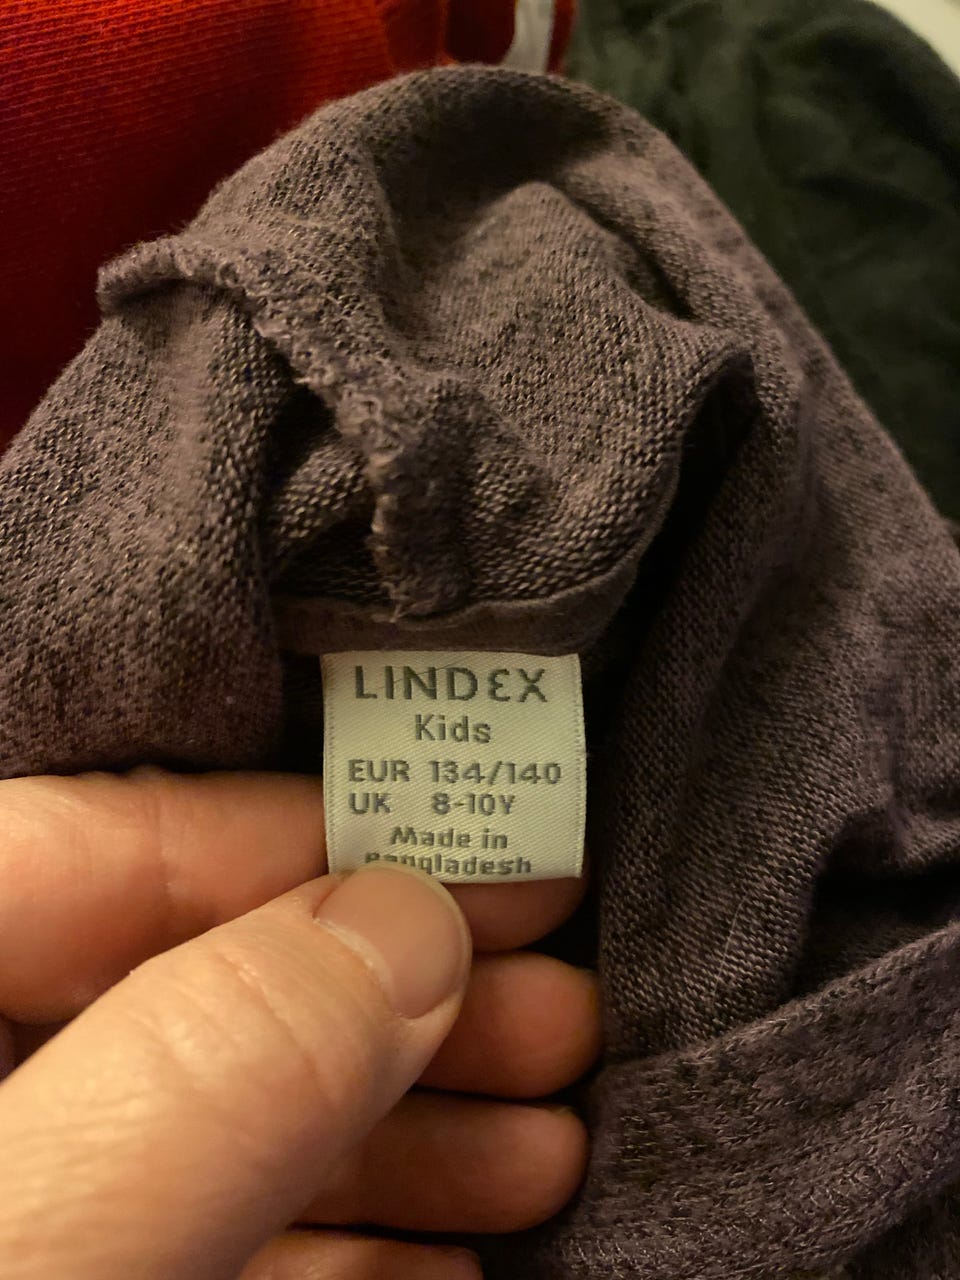 LINDEX
Kids
EUR 134/140
UK 8-10Y
Made in
Bangladesh